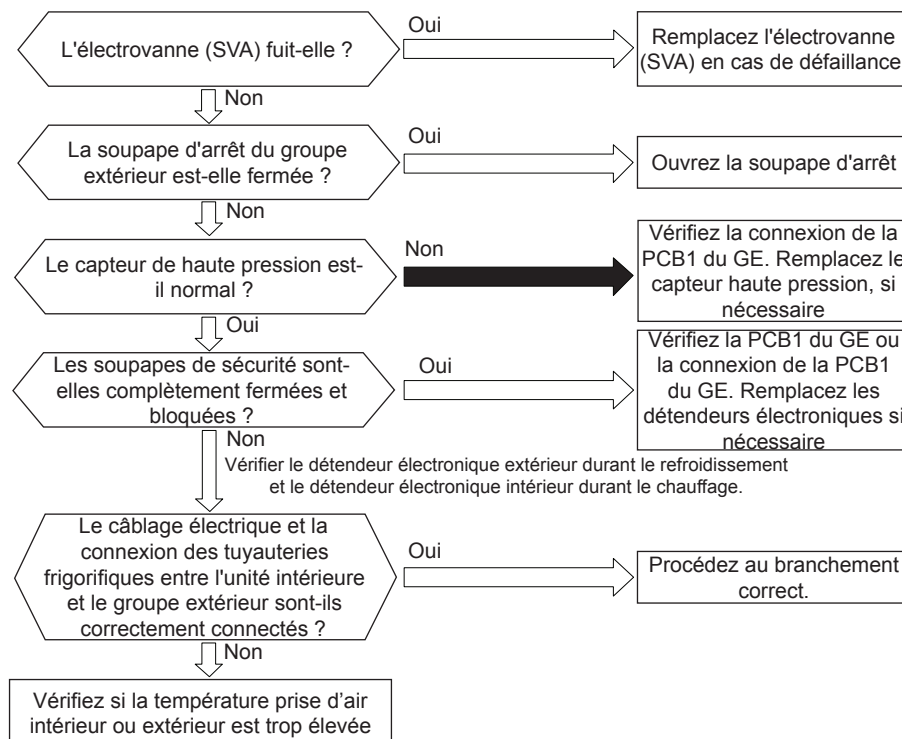 L'électrovanne (SVA) fuit-elle ?
Oui
Remplacez l'électrovanne
(SVA) en cas de défaillance
Non
La soupape d'arrêt du groupe
extérieur est-elle fermée ?
Oui
Ouvrez la soupape d'arrêt
Non
Le capteur de haute pression est-
il normal ?
Non
Vérifiez la connexion de la
PCB1 du GE. Remplacez le
capteur haute pression, si
nécessaire
Oui
Les soupapes de sécurité sont-
elles complètement fermées et
bloquées ?
Oui
Vérifiez la PCB1 du GE ou
la connexion de la PCB1
du GE. Remplacez les
détendeurs électroniques si
nécessaire
Non
Vérifier le détendeur électronique extérieur durant le refroidissement
et le détendeur électronique intérieur durant le chauffage.
Le câblage électrique et la
connexion des tuyauteries
frigorifiques entre l'unité intérieure
et le groupe extérieur sont-ils
correctement connectés ?
Oui
Procédez au branchement
correct.
Non
Vérifiez si la température prise d'air
intérieur ou extérieur est trop élevée